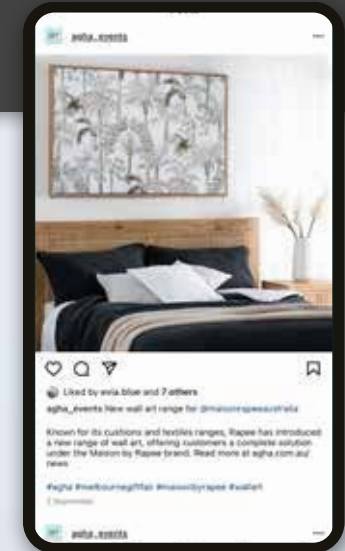 agha_events
Liked by evia.blue and 7 others
agha_events New wall art range for @maisonrapeeaustralia
Known for its cushions and textiles ranges, Rapee has introduced
a new range of wall art, offering customers a complete solution
under the Maison by Rapee brand. Read more at agha.com.au/
news
#agha #melbournegiftfair #maisonbyrapee #wallart
agha_events